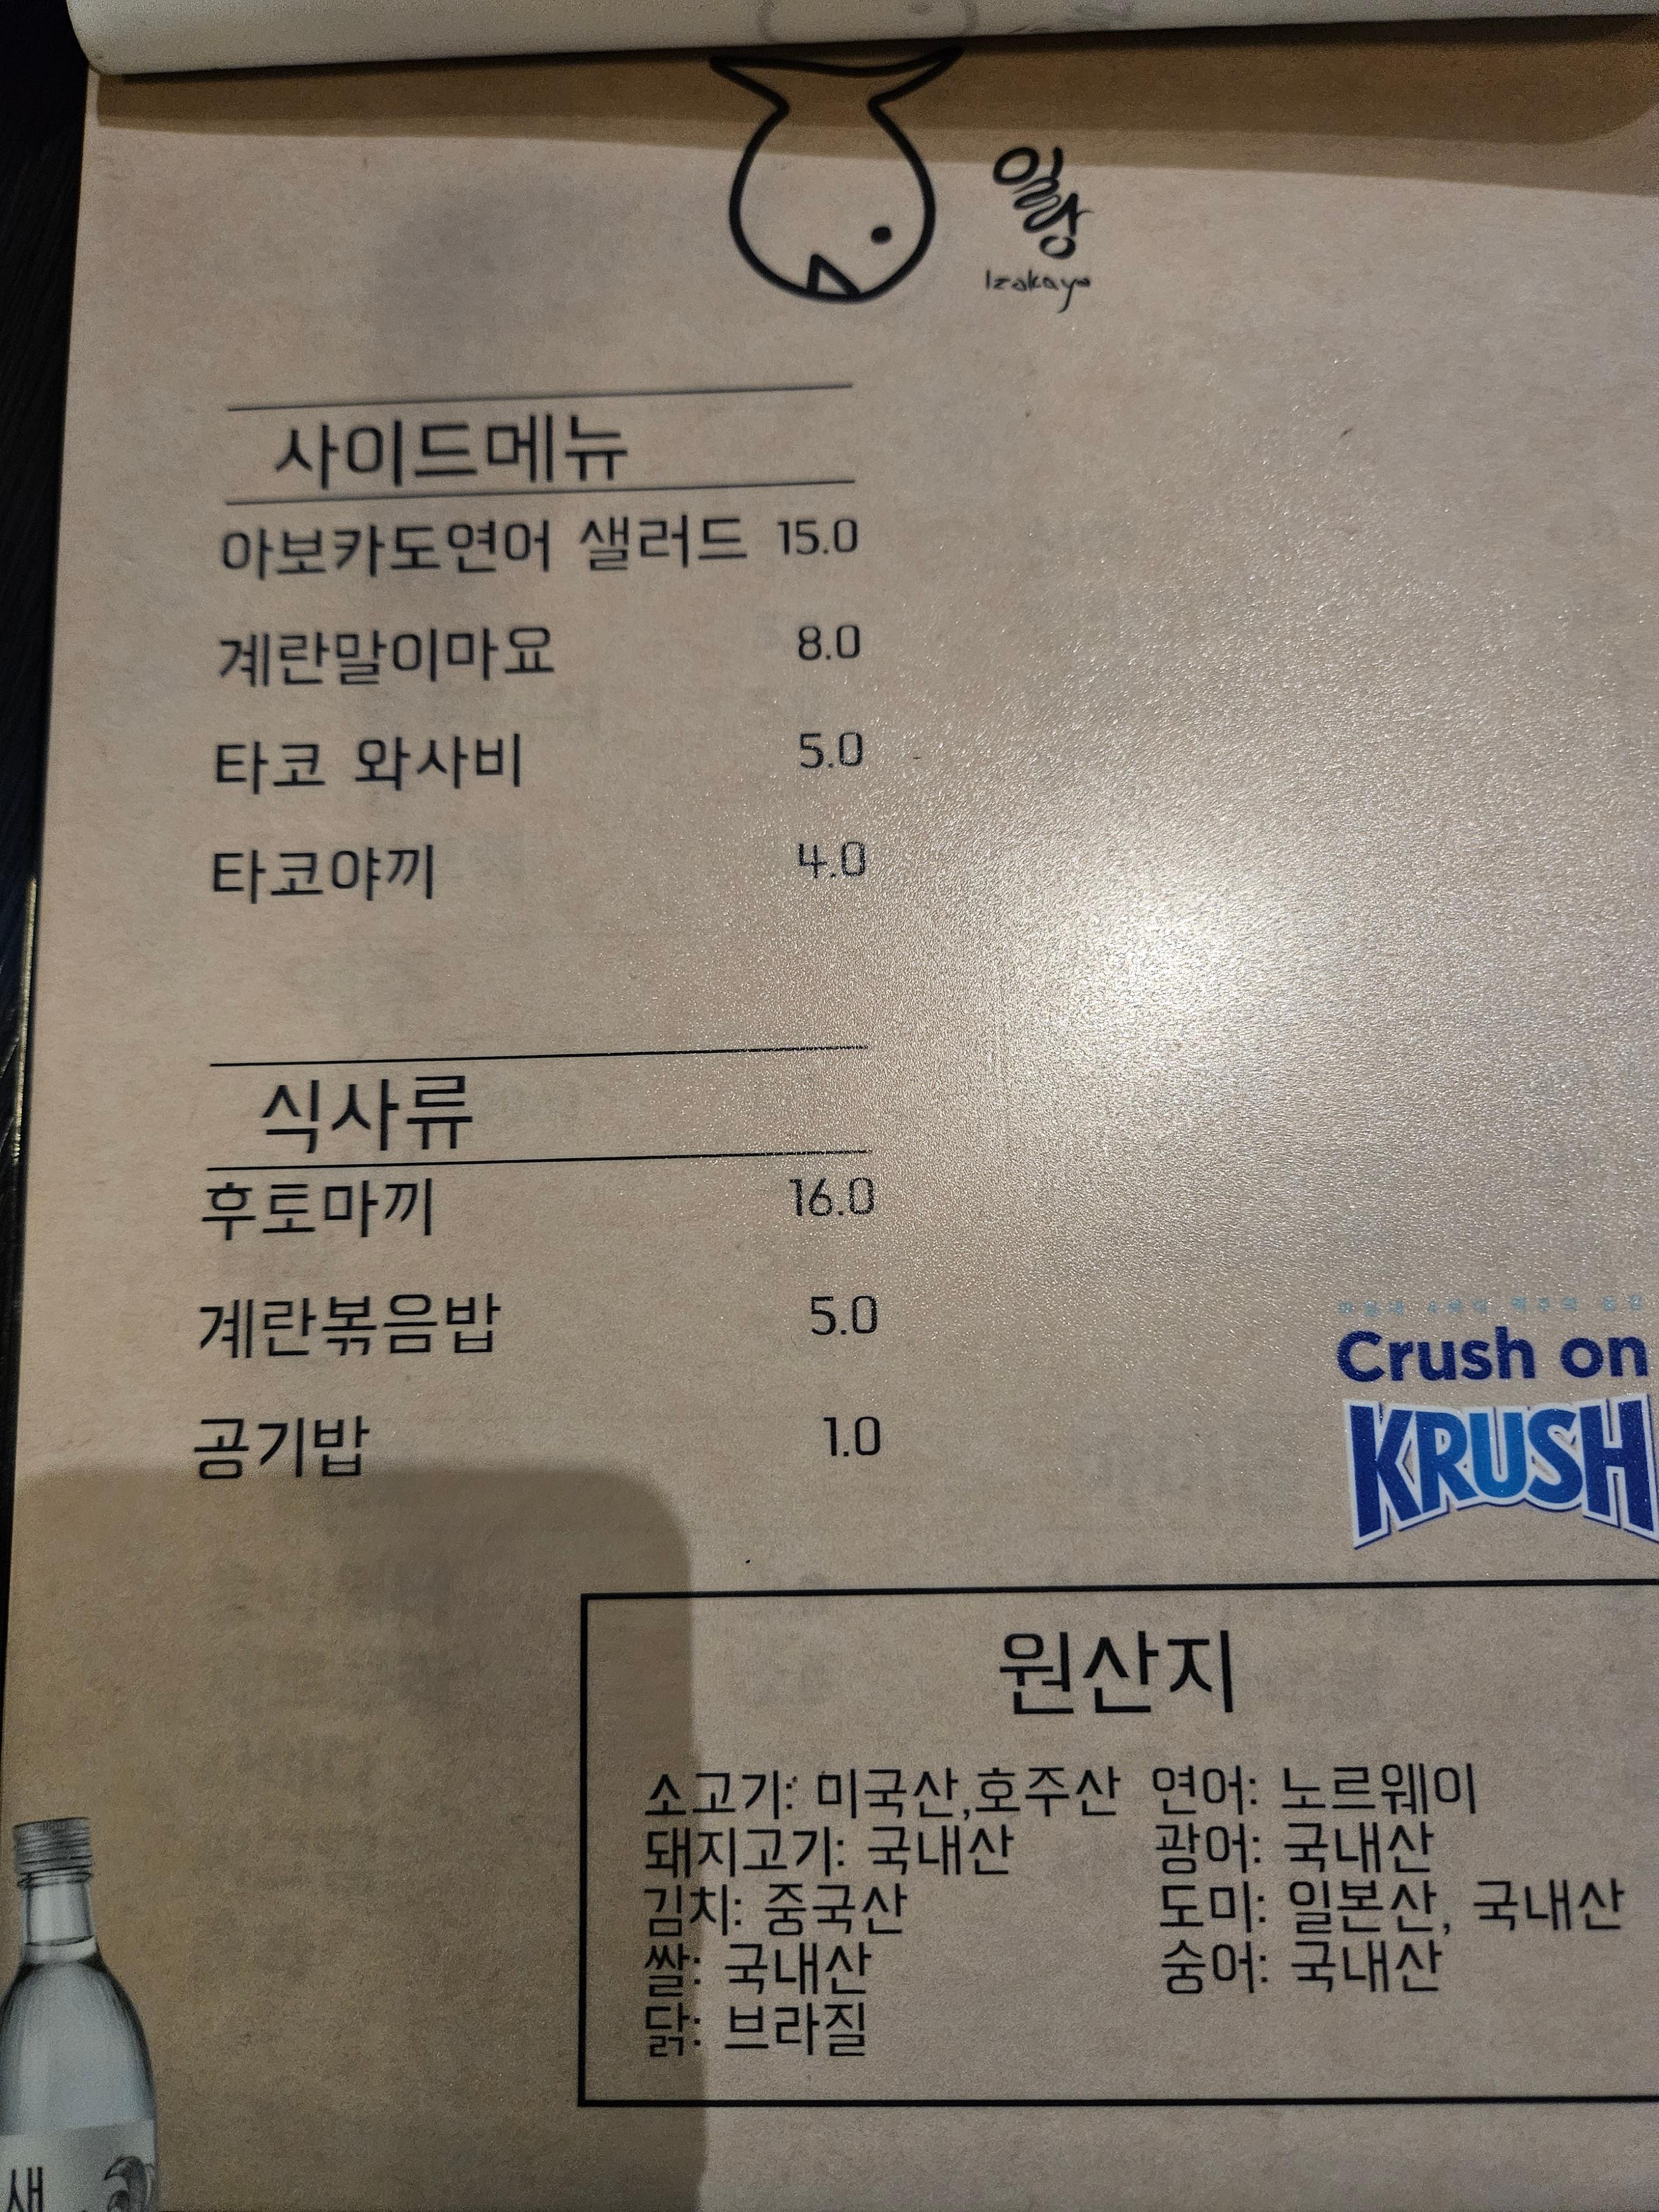 일랑
Izakaya
사이드메뉴
아보카도연어 샐러드 15.0
계란말이마요 8.0
타코 와사비 5.0
타코야끼 4.0
식사류
후토마끼 16.0
계란볶음밥 5.0
공기밥 1.0
Crush on
KRUSH
원산지
소고기: 미국산,호주산 연어: 노르웨이
돼지고기: 국내산 광어: 국내산
김치: 중국산 도미: 일본산, 국내산
쌀: 국내산 숭어: 국내산
닭: 브라질
새